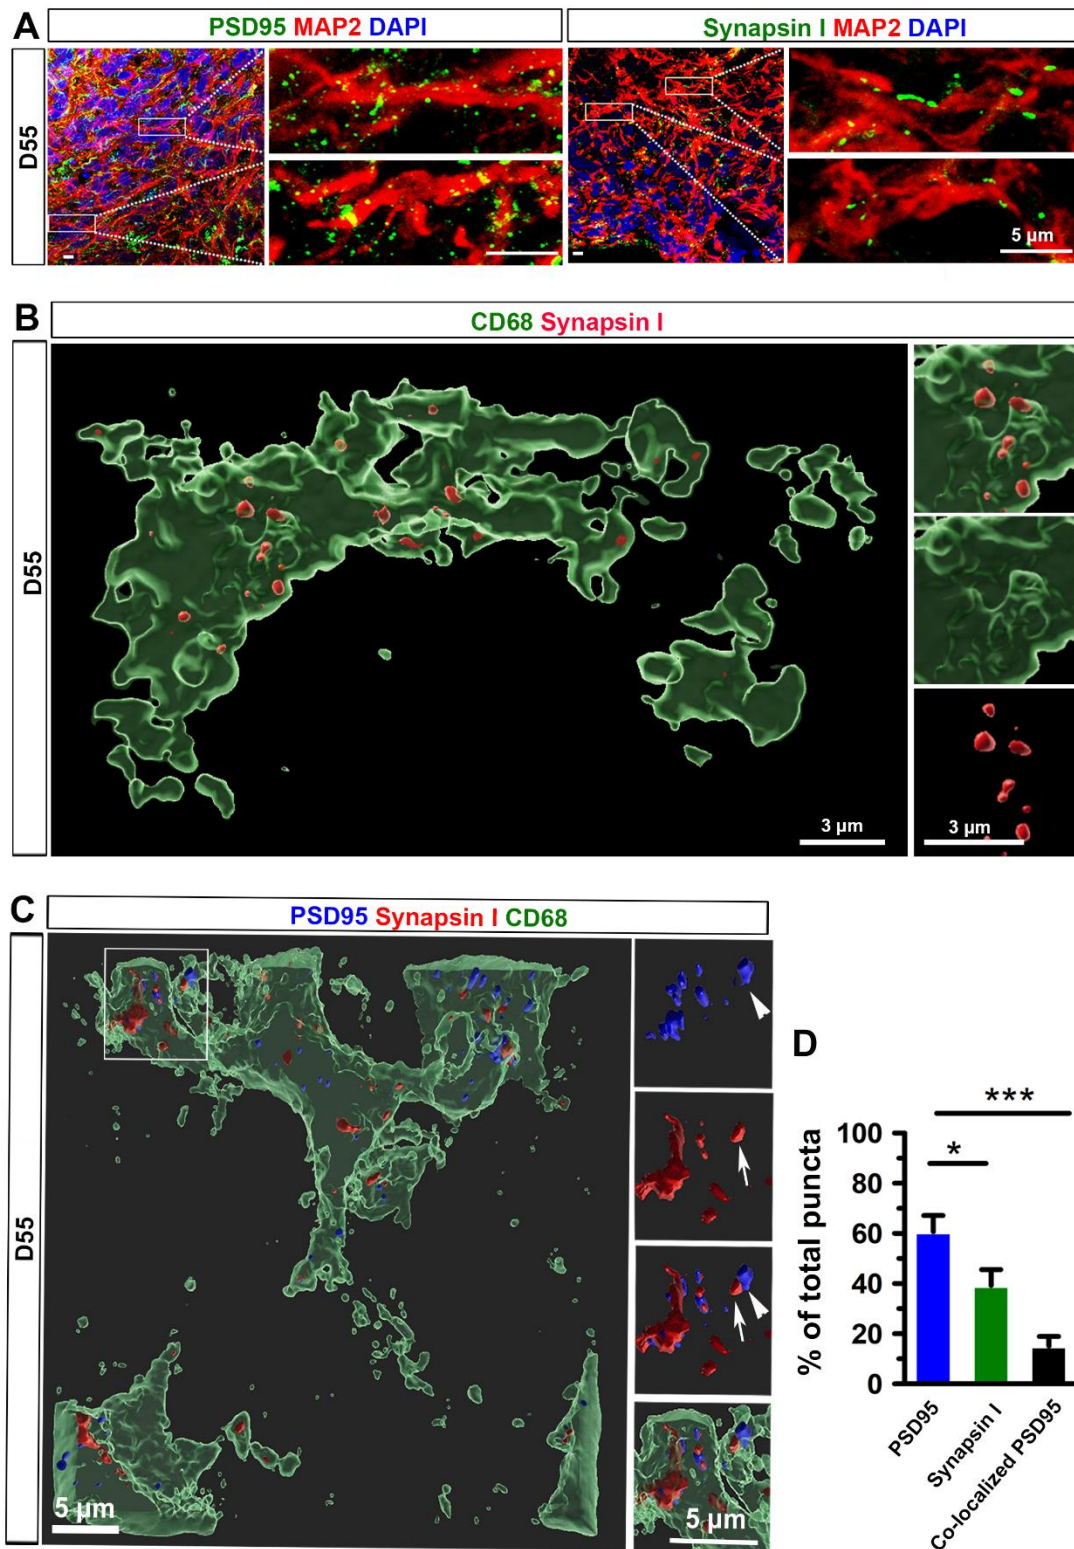 A
PSD95 MAP2 DAPI
Synapsin I MAP2 DAPI
D55
5 µm
B
CD68 Synapsin I
D55
3 µm
3 µm
C
PSD95 Synapsin I CD68
D55
5 µm
5 µm
D
***
*
% of total puncta
100
80
60
40
20
0
PSD95
Synapsin I
Co-localized PSD95